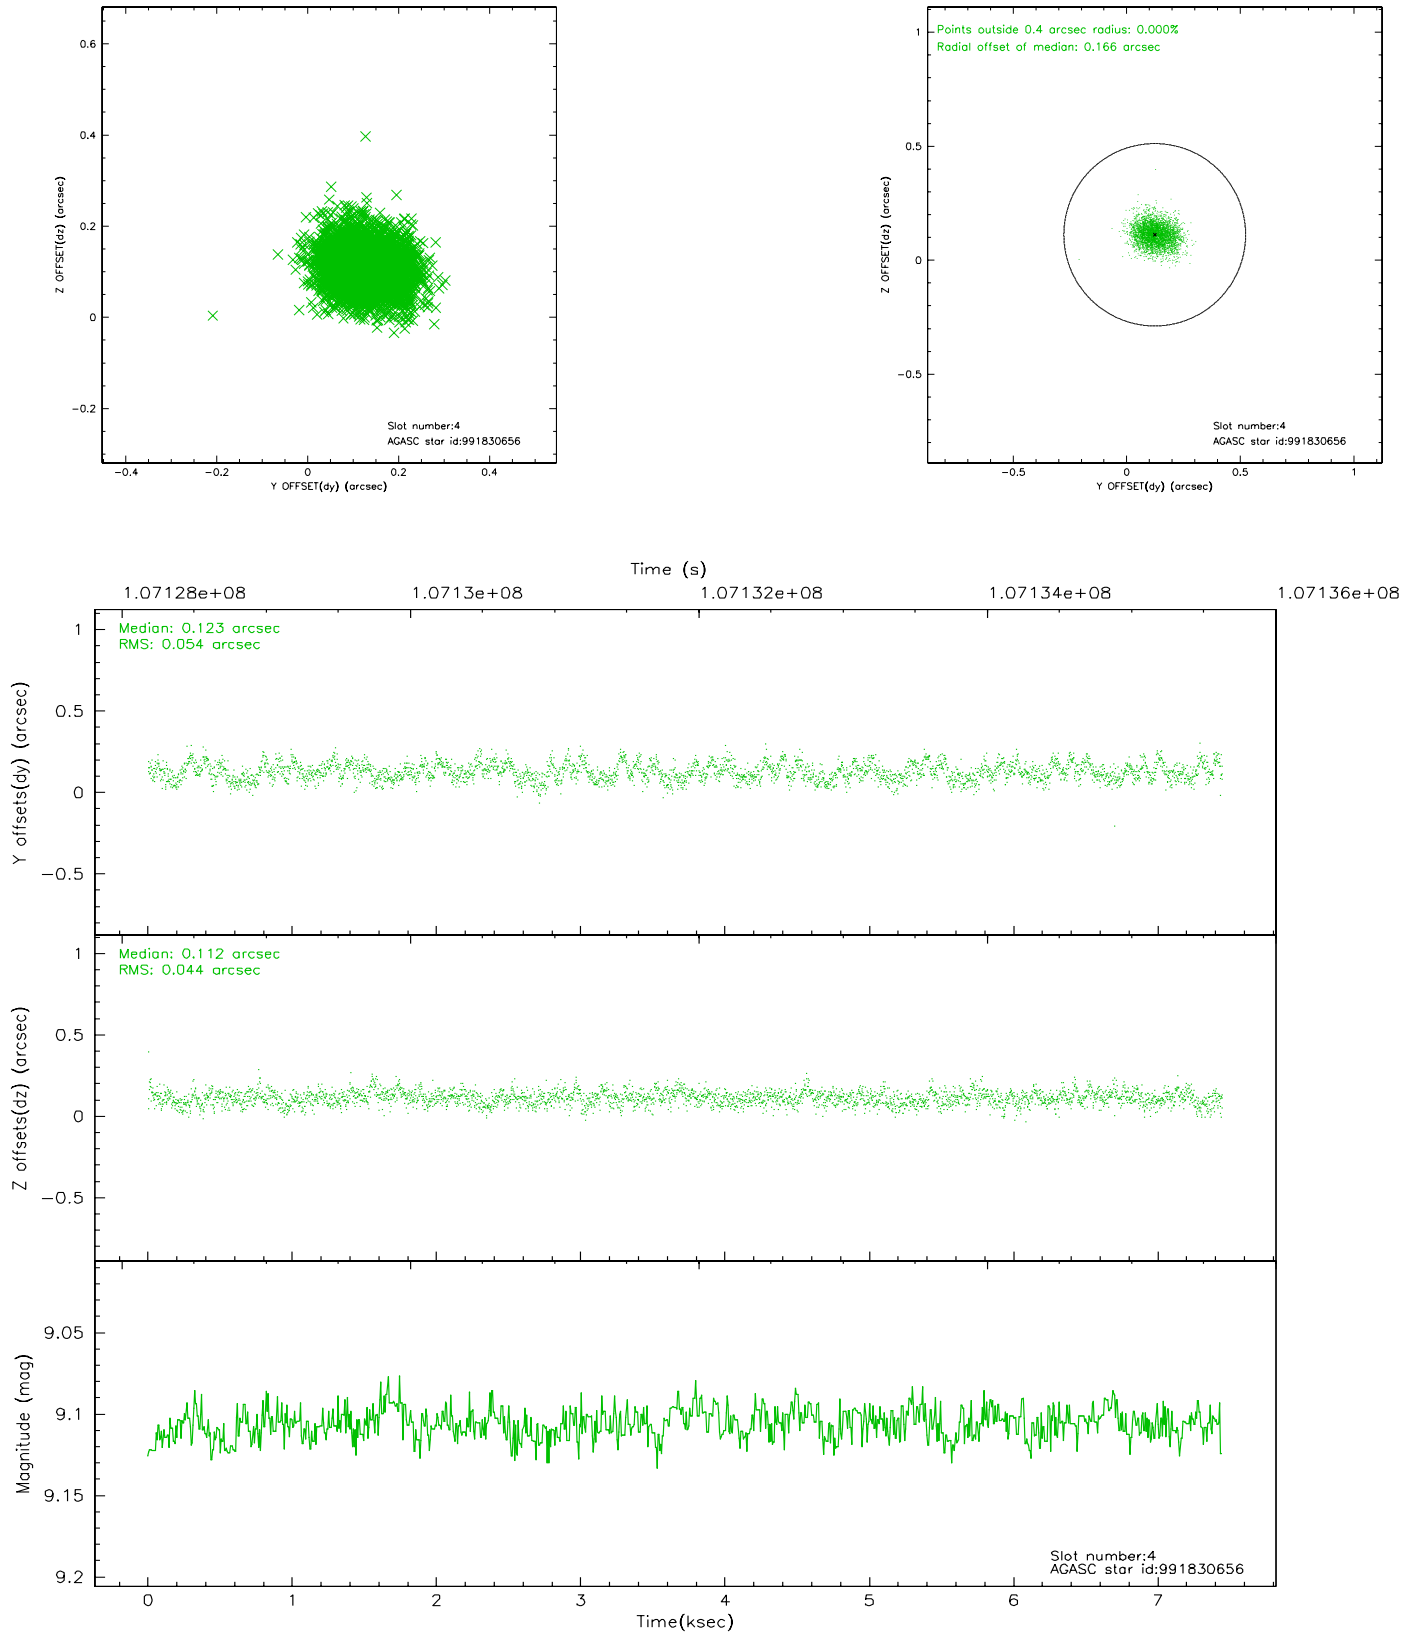 0.6
0.4
0.2
0
−0.2
Z OFFSET(dz) (arcsec)
Slot number:4
AGASC star id:991830656
−0.4 −0.2 0 0.2 0.4
Y OFFSET(dy) (arcsec)
Points outside 0.4 arcsec radius: 0.000%
Radial offset of median: 0.166 arcsec
1
0.5
0
−0.5
Z OFFSET(dz) (arcsec)
Slot number:4
AGASC star id:991830656
−0.5 0 0.5 1
Y OFFSET(dy) (arcsec)
Time (s)
1.07128e+08 1.0713e+08 1.07132e+08 1.07134e+08 1.07136e+08
Median: 0.123 arcsec
RMS: 0.054 arcsec
1
0.5
0
−0.5
Y offsets(dy) (arcsec)
Median: 0.112 arcsec
RMS: 0.044 arcsec
1
0.5
0
−0.5
Z offsets(dz) (arcsec)
9.05
9.1
9.15
9.2
Magnitude (mag)
Slot number:4
AGASC star id:991830656
0 1 2 3 4 5 6 7
Time(ksec)